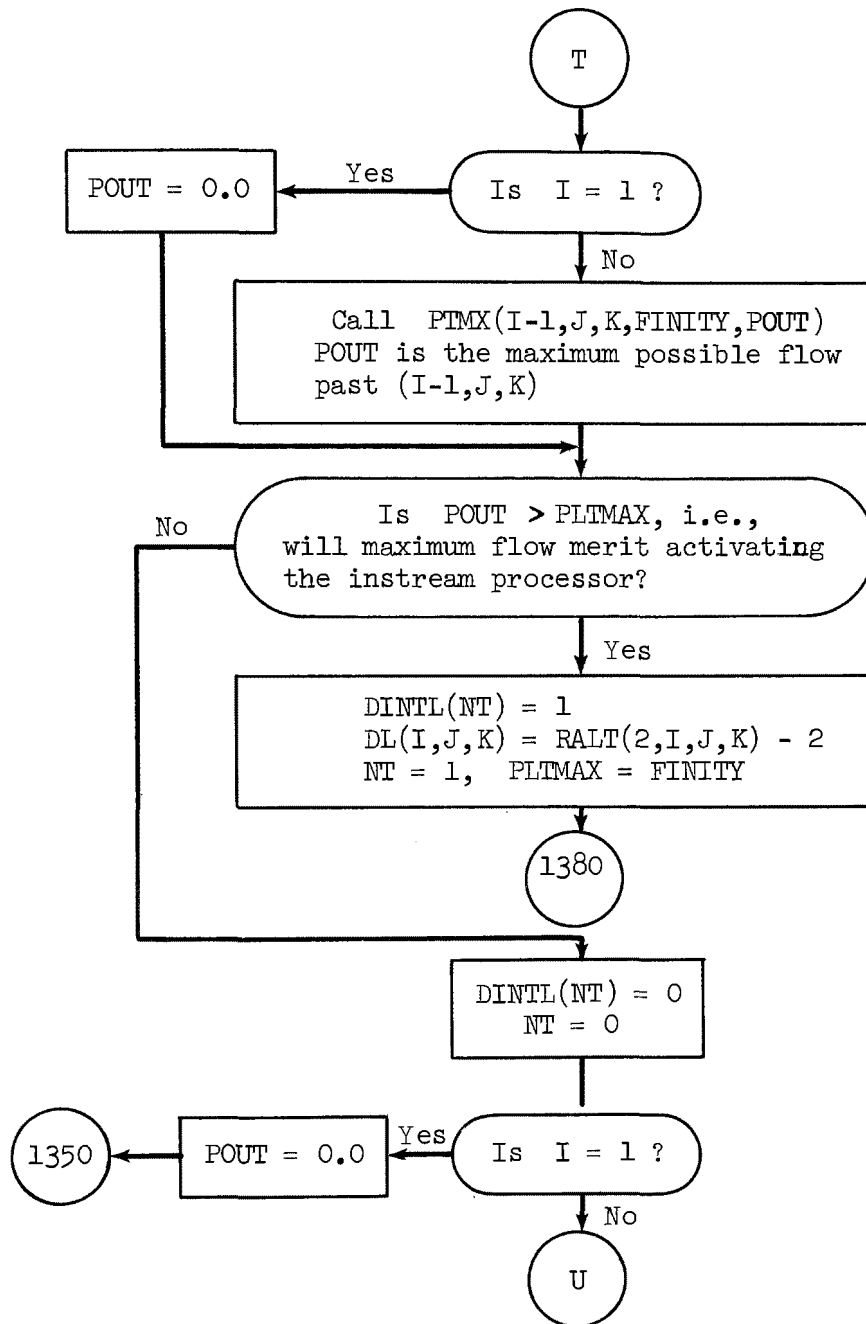 T
Is I = 1 ?
Yes
POUT = 0.0
No
Call PTMX(I-1,J,K,FINITY,POUT)
POUT is the maximum possible flow
past (I-1,J,K)
Is POUT > PLTMAX, i.e.,
will maximum flow merit activating
the instream processor?
No
Yes
DINTL(NT) = 1
DL(I,J,K) = RALT(2,I,J,K) - 2
NT = 1, PLTMAX = FINITY
1380
DINTL(NT) = 0
NT = 0
Is I = 1 ?
Yes
POUT = 0.0
1350
No
U